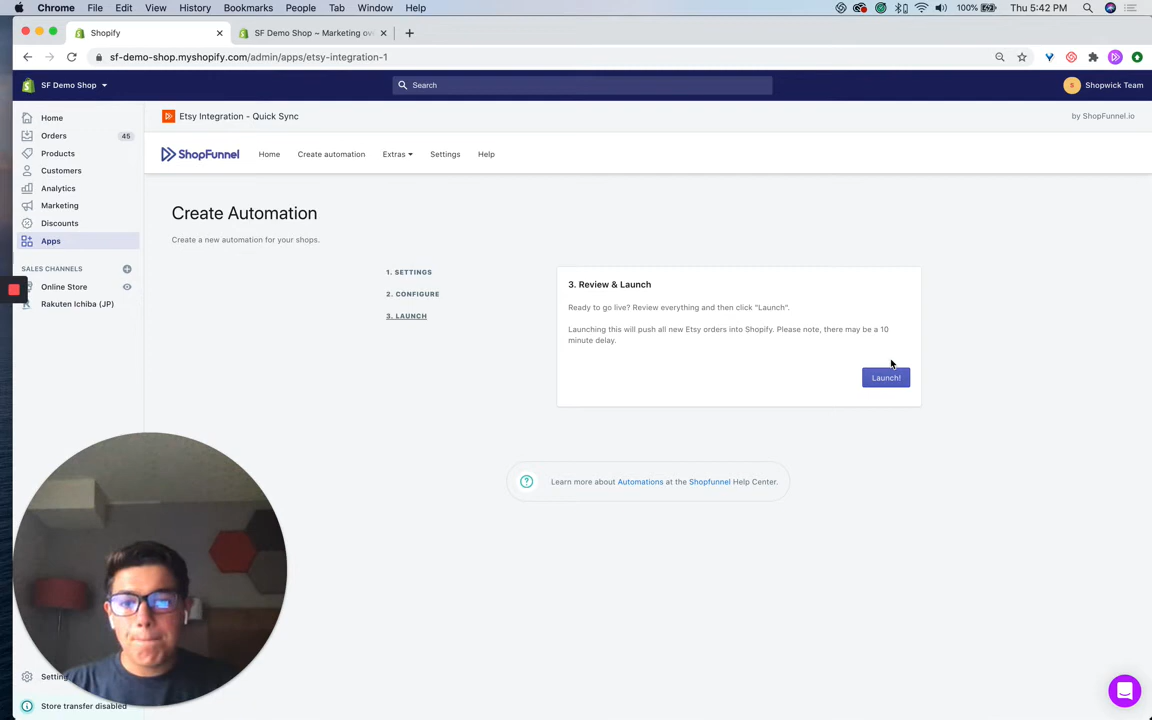 Chrome File Edit View History Bookmarks People Tab Window Help 100% Thu 5:42 PM
Shopify SF Demo Shop ~ Marketing ov
sf-demo-shop.myshopify.com/admin/apps/etsy-integration-1
SF Demo Shop Search S Shopwick Team
Home
Orders 45
Products
Customers
Analytics
Marketing
Discounts
Apps
SALES CHANNELS
Online Store
Rakuten Ichiba (JP)
Etsy Integration - Quick Sync by ShopFunnel.io
ShopFunnel Home Create automation Extras Settings Help
Create Automation
Create a new automation for your shops.
1. SETTINGS
2. CONFIGURE
3. LAUNCH
3. Review & Launch
Ready to go live? Review everything and then click "Launch".
Launching this will push all new Etsy orders into Shopify. Please note, there may be a 10
minute delay.
Launch!
Learn more about Automations at the Shopfunnel Help Center.
Setting
Store transfer disabled